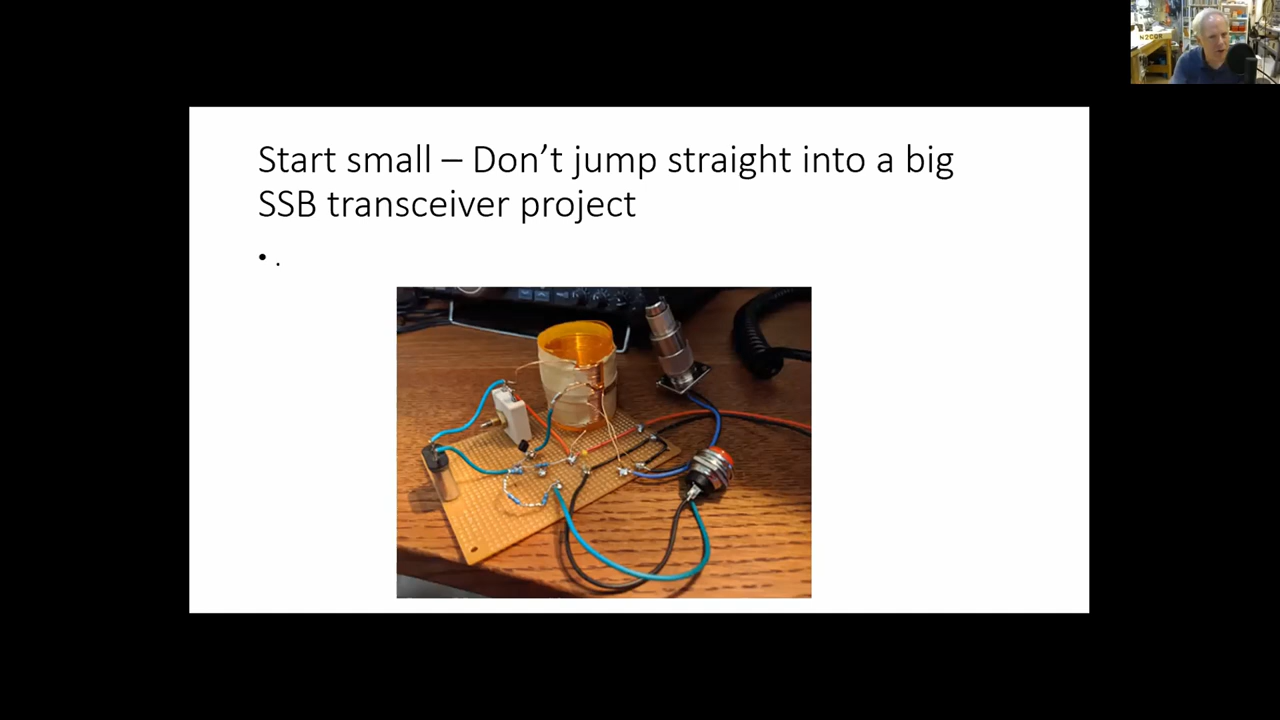 Start small – Don’t jump straight into a big
SSB transceiver project
• .